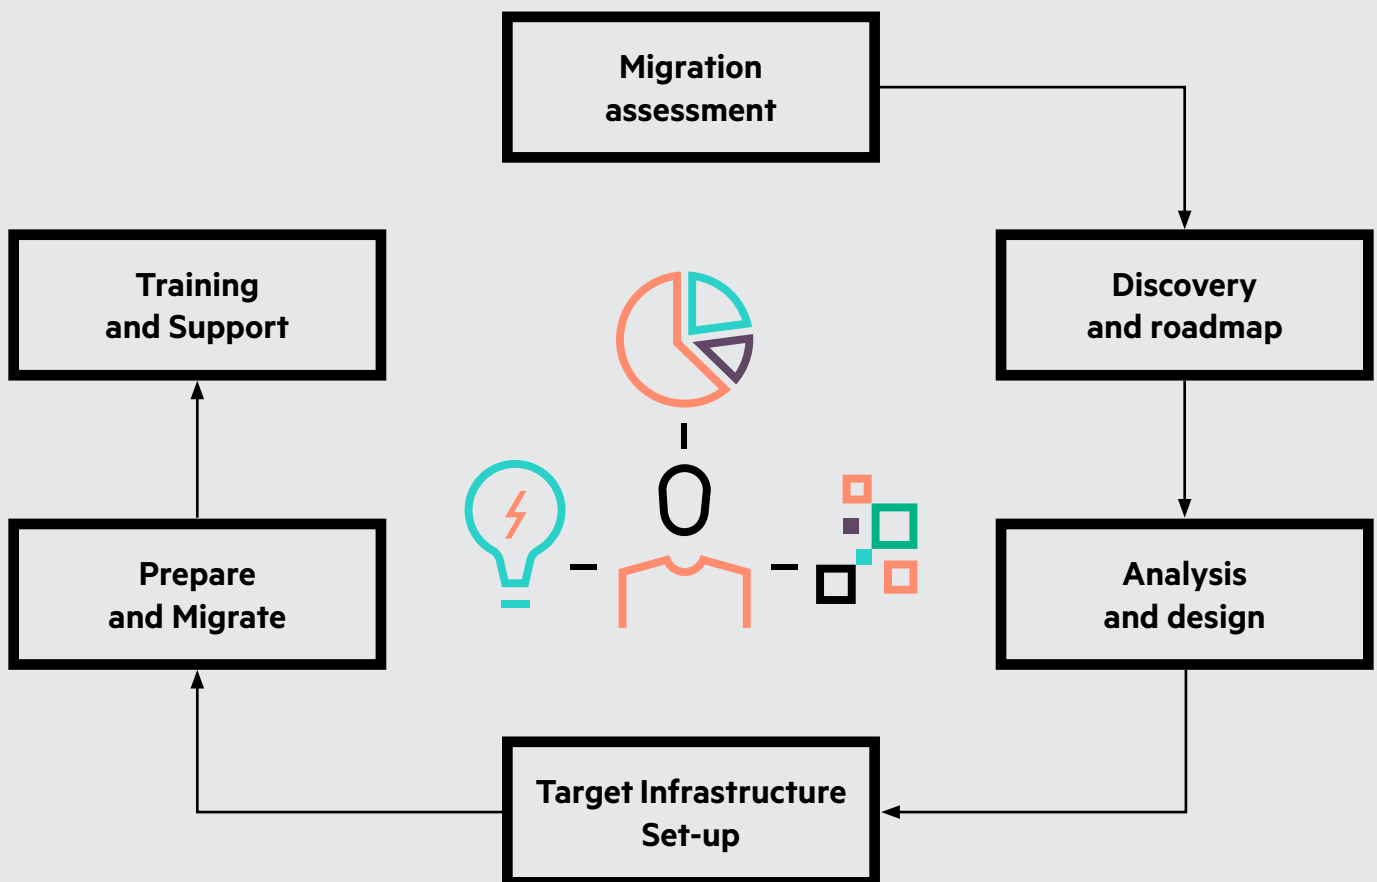 Migration
assessment
Discovery
and roadmap
Analysis
and design
Target Infrastructure
Set-up
Prepare
and Migrate
Training
and Support